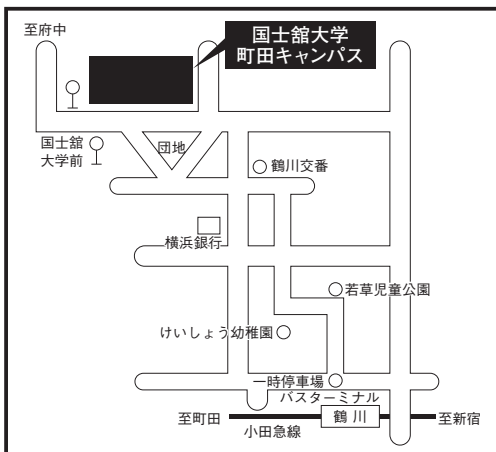 至府中
国士舘大学
町田キャンパス
国士舘
大学前
団地
鶴川交番
横浜銀行
若草児童公園
けいしょう幼稚園
一時停車場
バスターミナル
至町田
鶴川
至新宿
小田急線